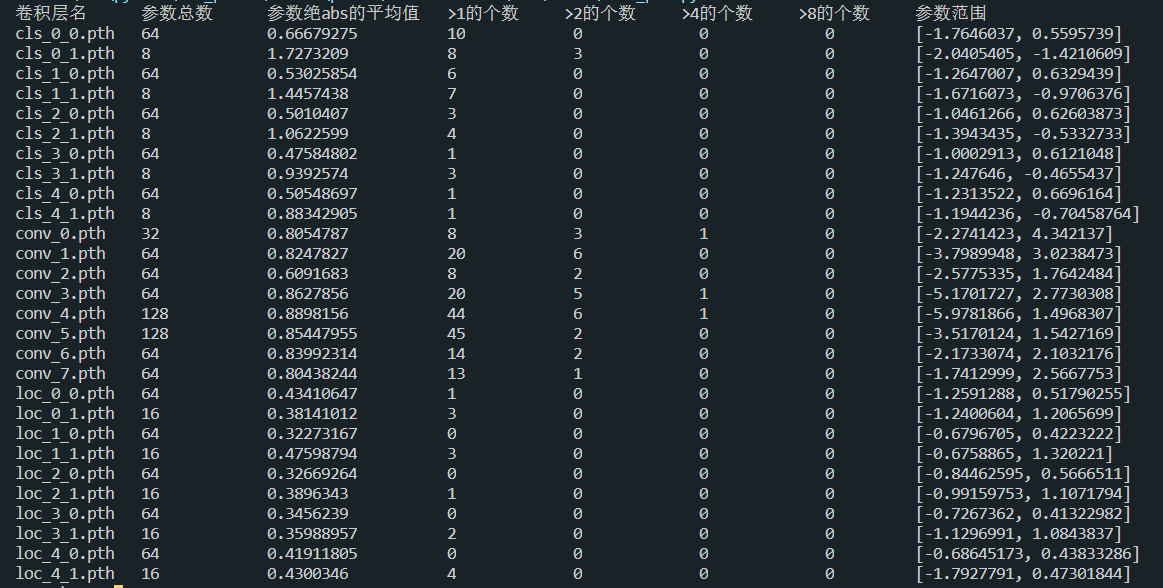 卷积层名 参数总数 参数绝abs的平均值 >1的个数 >2的个数 >4的个数 >8的个数 参数范围
cls_0_0.pth 64 0.66679275 10 0 0 0 [-1.7646037, 0.5595739]
cls_0_1.pth 8 1.7273209 8 3 0 0 [-2.0405405, -1.4210609]
cls_1_0.pth 64 0.53025854 6 0 0 0 [-1.2647007, 0.6329439]
cls_1_1.pth 8 1.4457438 7 0 0 0 [-1.6716073, -0.9706376]
cls_2_0.pth 64 0.5010407 3 0 0 0 [-1.0461266, 0.62603873]
cls_2_1.pth 8 1.0622599 4 0 0 0 [-1.3943435, -0.5332733]
cls_3_0.pth 64 0.47584802 1 0 0 0 [-1.0002913, 0.6121048]
cls_3_1.pth 8 0.9392574 3 0 0 0 [-1.247646, -0.4655437]
cls_4_0.pth 64 0.50548697 1 0 0 0 [-1.2313522, 0.6696164]
cls_4_1.pth 8 0.88342905 1 0 0 0 [-1.1944236, -0.70458764]
conv_0.pth 32 0.8054787 8 3 1 0 [-2.2741423, 4.342137]
conv_1.pth 64 0.8247827 20 6 0 0 [-3.7989948, 3.0238473]
conv_2.pth 64 0.6091683 8 2 0 0 [-2.5775335, 1.7642484]
conv_3.pth 64 0.8627856 20 5 1 0 [-5.1701727, 2.7730308]
conv_4.pth 128 0.8898156 44 6 1 0 [-5.9781866, 1.4968307]
conv_5.pth 128 0.85447955 45 2 0 0 [-3.5170124, 1.5427169]
conv_6.pth 64 0.83992314 14 2 0 0 [-2.1733074, 2.1032176]
conv_7.pth 64 0.80438244 13 1 0 0 [-1.7412999, 2.5667753]
loc_0_0.pth 64 0.43410647 1 0 0 0 [-1.2591288, 0.51790255]
loc_0_1.pth 16 0.38141012 3 0 0 0 [-1.2400604, 1.2065699]
loc_1_0.pth 64 0.32273167 0 0 0 0 [-0.6796705, 0.4223222]
loc_1_1.pth 16 0.47598794 3 0 0 0 [-0.6758865, 1.320221]
loc_2_0.pth 64 0.32669264 0 0 0 0 [-0.84462595, 0.5666511]
loc_2_1.pth 16 0.3896343 1 0 0 0 [-0.99159753, 1.1071794]
loc_3_0.pth 64 0.3456239 0 0 0 0 [-0.7267362, 0.41322982]
loc_3_1.pth 16 0.35988957 2 0 0 0 [-1.1296991, 1.0843837]
loc_4_0.pth 64 0.41911805 0 0 0 0 [-0.68645173, 0.43833286]
loc_4_1.pth 16 0.4300346 4 0 0 0 [-1.7927791, 0.47301844]